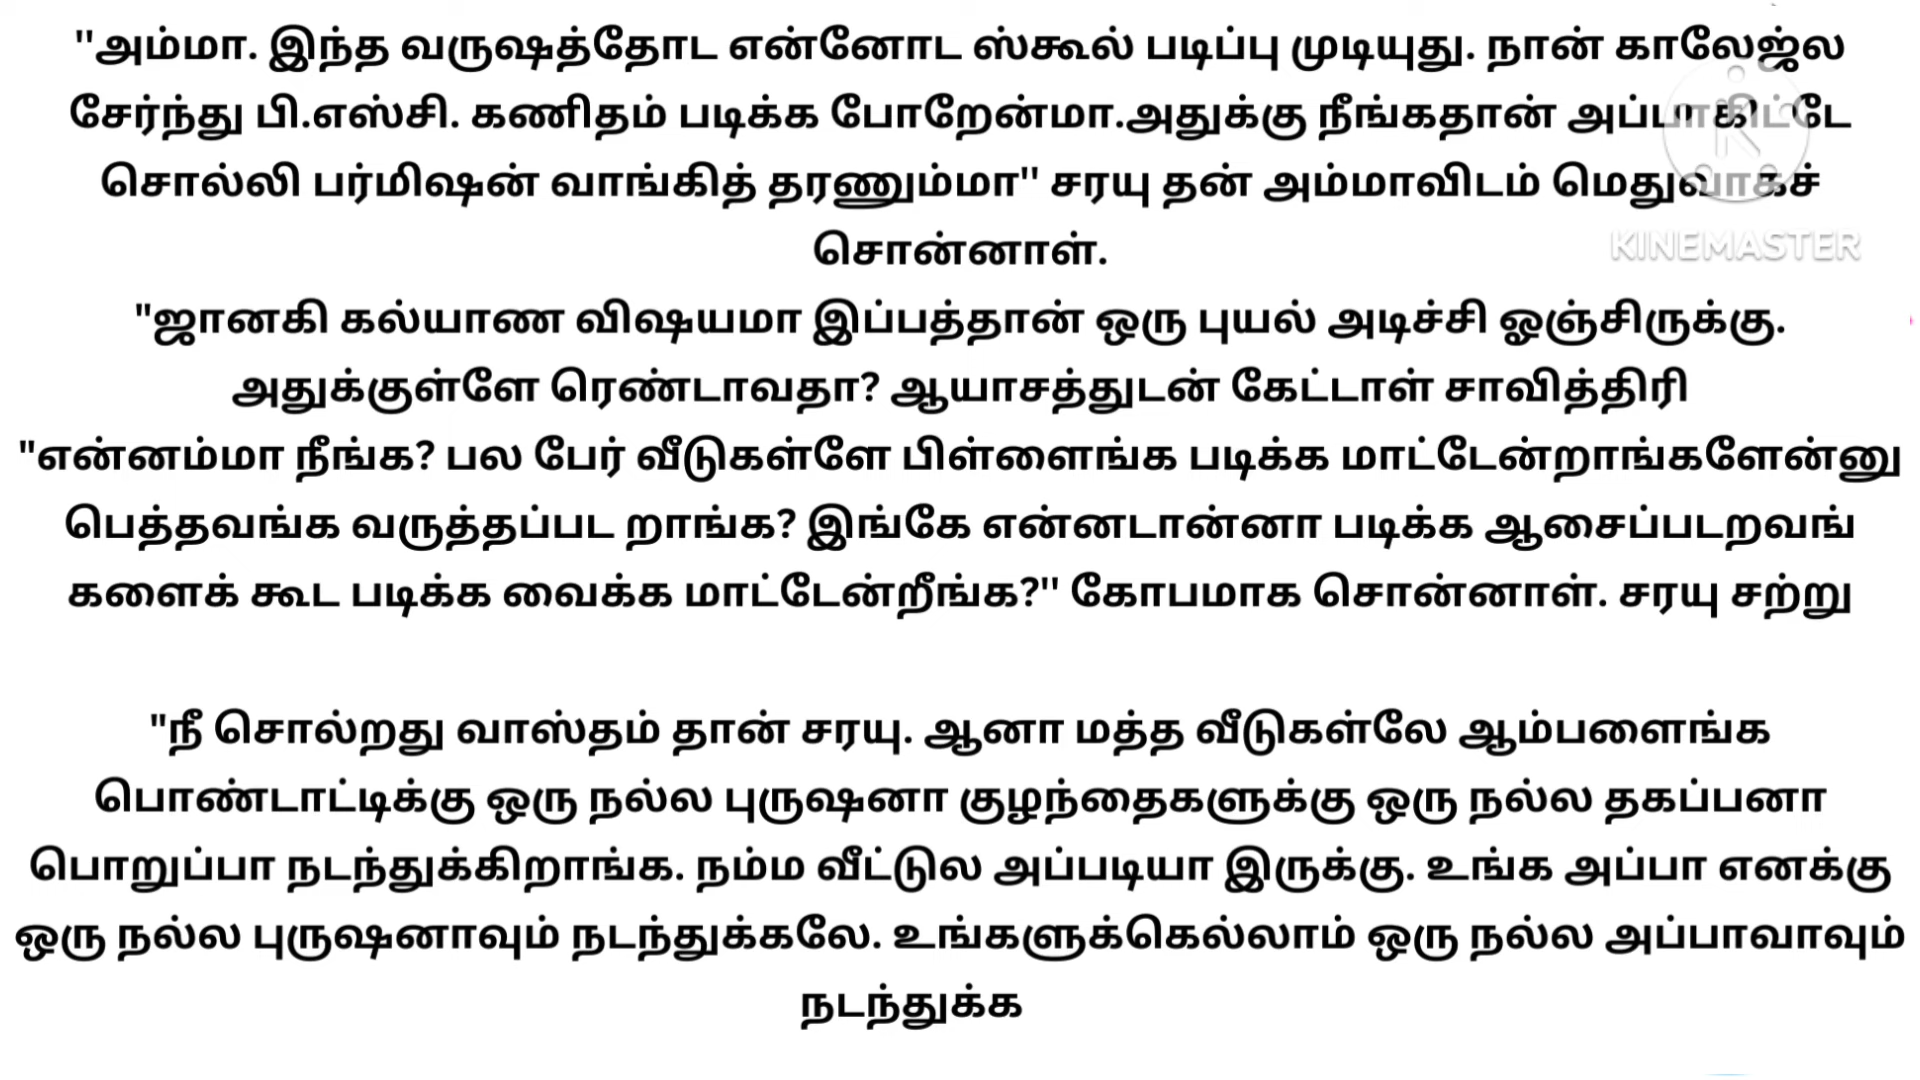 "அம்மா. இந்த வருஷத்தோட என்னோட ஸ்கூல் படிப்பு முடியுது. நான் காலேஜ்ல
சேர்ந்து பி.எஸ்சி. கணிதம் படிக்க போறேன்மா.அதுக்கு நீங்கதான் அப்பாகிட்டே
சொல்லி பர்மிஷன் வாங்கித் தரணும்மா" சரயு தன் அம்மாவிடம் மெதுவாகச்
சொன்னாள்.
KINEMASTER
"ஜானகி கல்யாண விஷயமா இப்பத்தான் ஒரு புயல் அடிச்சி ஓஞ்சிருக்கு.
அதுக்குள்ளே ரெண்டாவதா? ஆயாசத்துடன் கேட்டாள் சாவித்திரி
"என்னம்மா நீங்க? பல பேர் வீடுகள்ளே பிள்ளைங்க படிக்க மாட்டேன்றாங்களேன்னு
பெத்தவங்க வருத்தப்பட றாங்க? இங்கே என்னடான்னா படிக்க ஆசைப்படறவங்
களைக் கூட படிக்க வைக்க மாட்டேன்றீங்க?" கோபமாக சொன்னாள். சரயு சற்று
"நீ சொல்றது வாஸ்தம் தான் சரயு. ஆனா மத்த வீடுகள்லே ஆம்பளைங்க
பொண்டாட்டிக்கு ஒரு நல்ல புருஷனா குழந்தைகளுக்கு ஒரு நல்ல தகப்பனா
பொறுப்பா நடந்துக்கிறாங்க. நம்ம வீட்டுல அப்படியா இருக்கு. உங்க அப்பா எனக்கு
ஒரு நல்ல புருஷனாவும் நடந்துக்கலே. உங்களுக்கெல்லாம் ஒரு நல்ல அப்பாவாவும்
நடந்துக்க